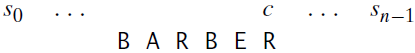 s₀ ... c ... sₙ₋₁
B A R B E R